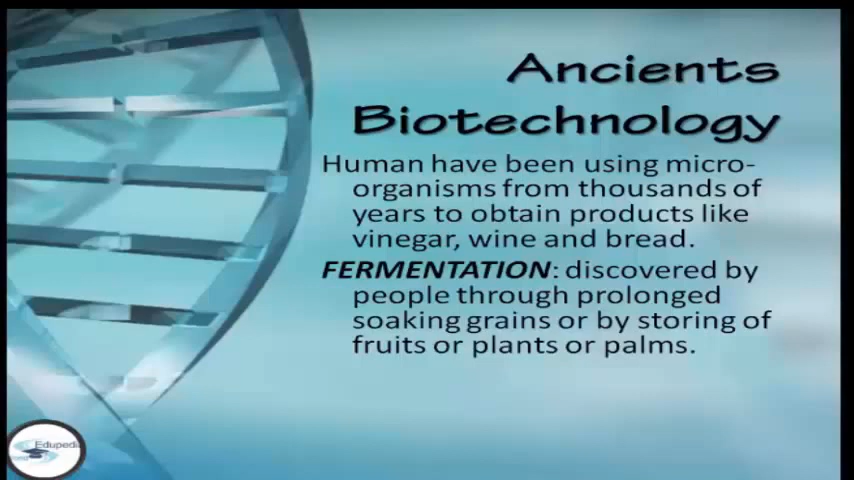 Ancients
Biotechnology
Human have been using micro-
organisms from thousands of
years to obtain products like
vinegar, wine and bread.
FERMENTATION: discovered by
people through prolonged
soaking grains or by storing of
fruits or plants or palms.